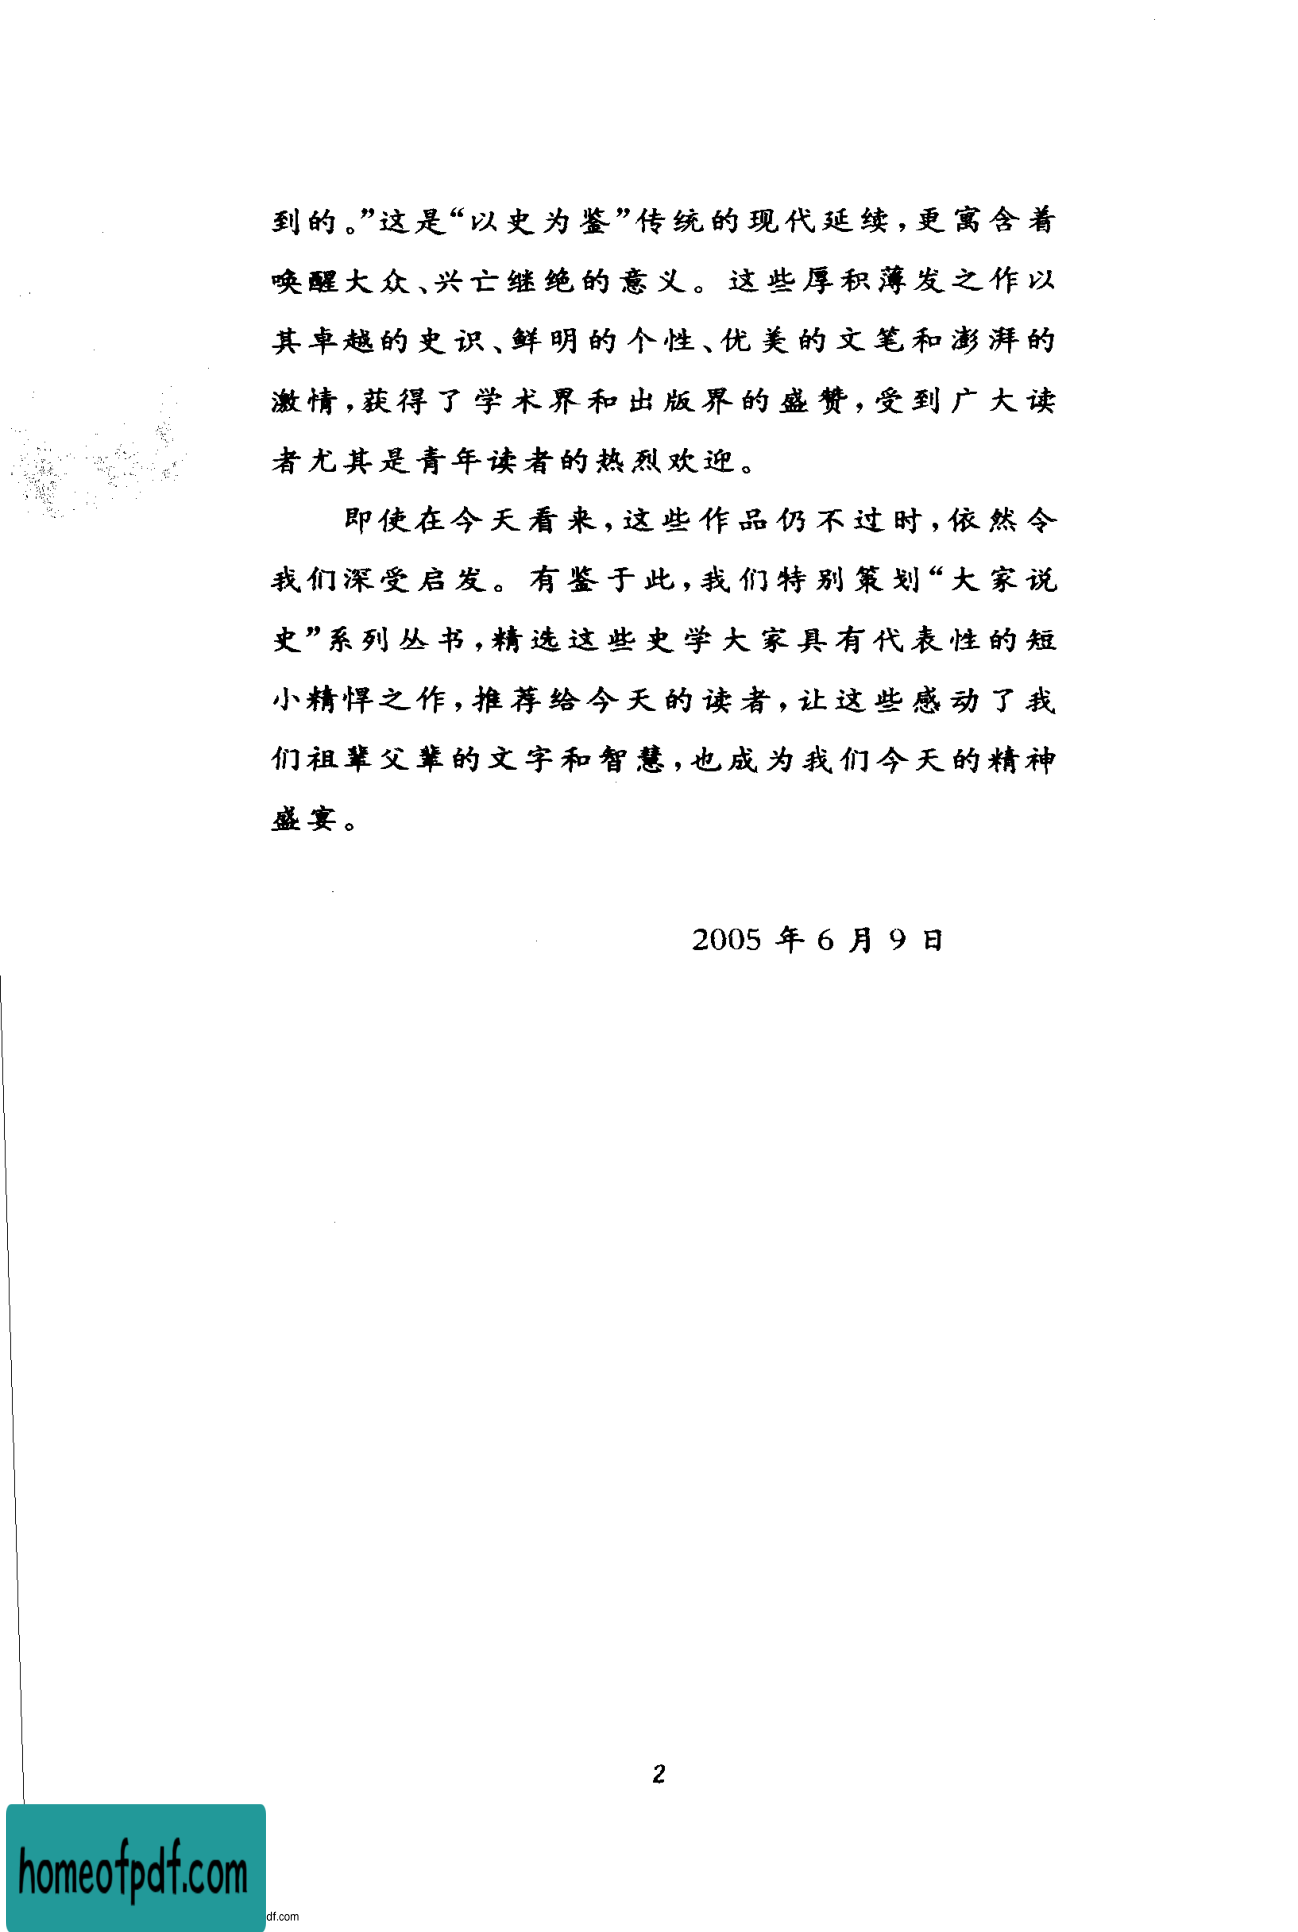 到的。”这是“以史为鉴”传统的现代延续，更寓含着
唤醒大众、兴亡继绝的意义。这些厚积薄发之作以
其卓越的史识、鲜明的个性、优美的文笔和澎湃的
激情，获得了学术界和出版界的盛赞，受到广大读
者尤其是青年读者的热烈欢迎。
即使在今天看来，这些作品仍不过时，依然令
我们深受启发。有鉴于此，我们特别策划“大家说
史”系列丛书，精选这些史学大家具有代表性的短
小精悍之作，推荐给今天的读者，让这些感动了我
们祖辈父辈的文字和智慧，也成为我们今天的精神
盛宴。
2005 年 6 月 9 日
2
homeofpdf.com
df.com